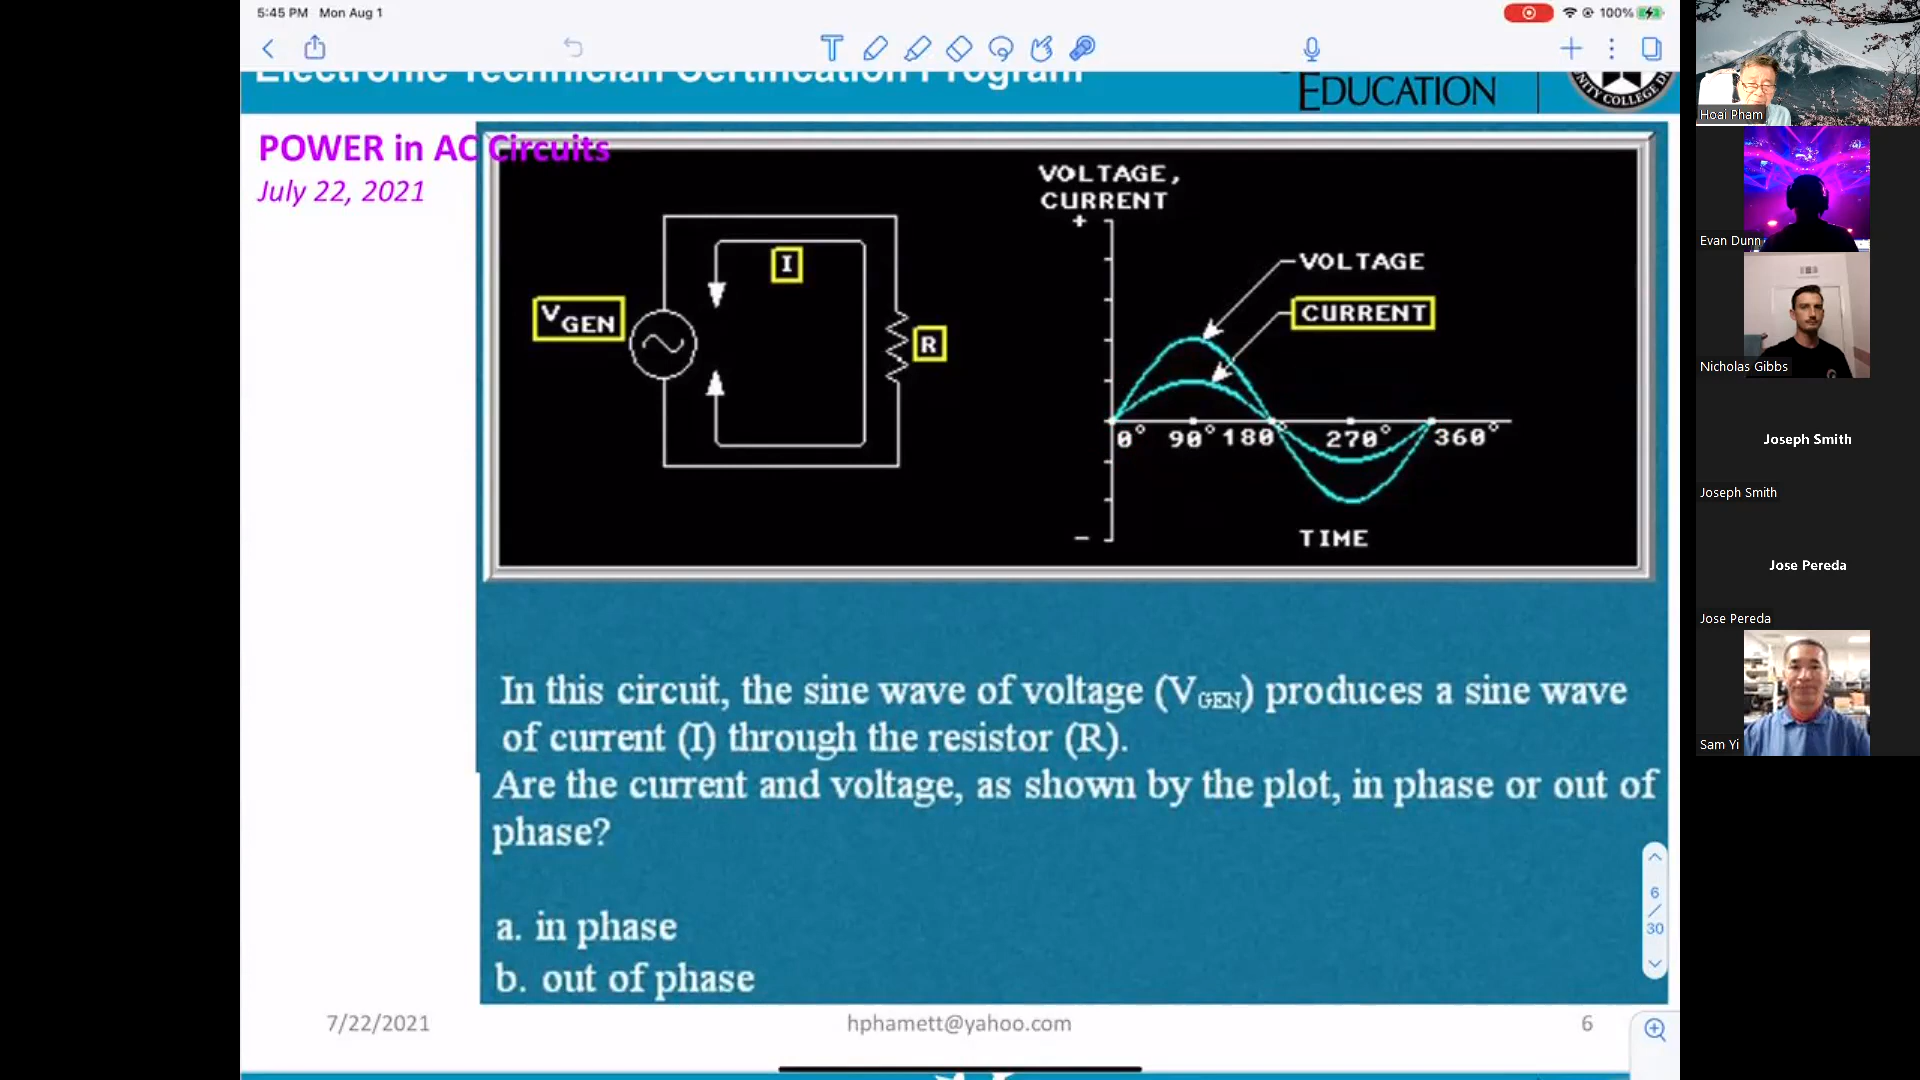 5:45 PM Mon Aug 1
100%
Electronic Technician Certification Program
EDUCATION
POWER in AC Circuits
July 22, 2021
VOLTAGE,
CURRENT
+
I
VOLTAGE
CURRENT
VGEN
R
0° 90° 180° 270° 360°
−
TIME
In this circuit, the sine wave of voltage (VGEN) produces a sine wave
of current (I) through the resistor (R).
Are the current and voltage, as shown by the plot, in phase or out of
phase?
a. in phase
b. out of phase
6
/
30
7/22/2021
hphamett@yahoo.com
6
Hoai Pham
Evan Dunn
Nicholas Gibbs
Joseph Smith
Joseph Smith
Jose Pereda
Jose Pereda
Sam Yi